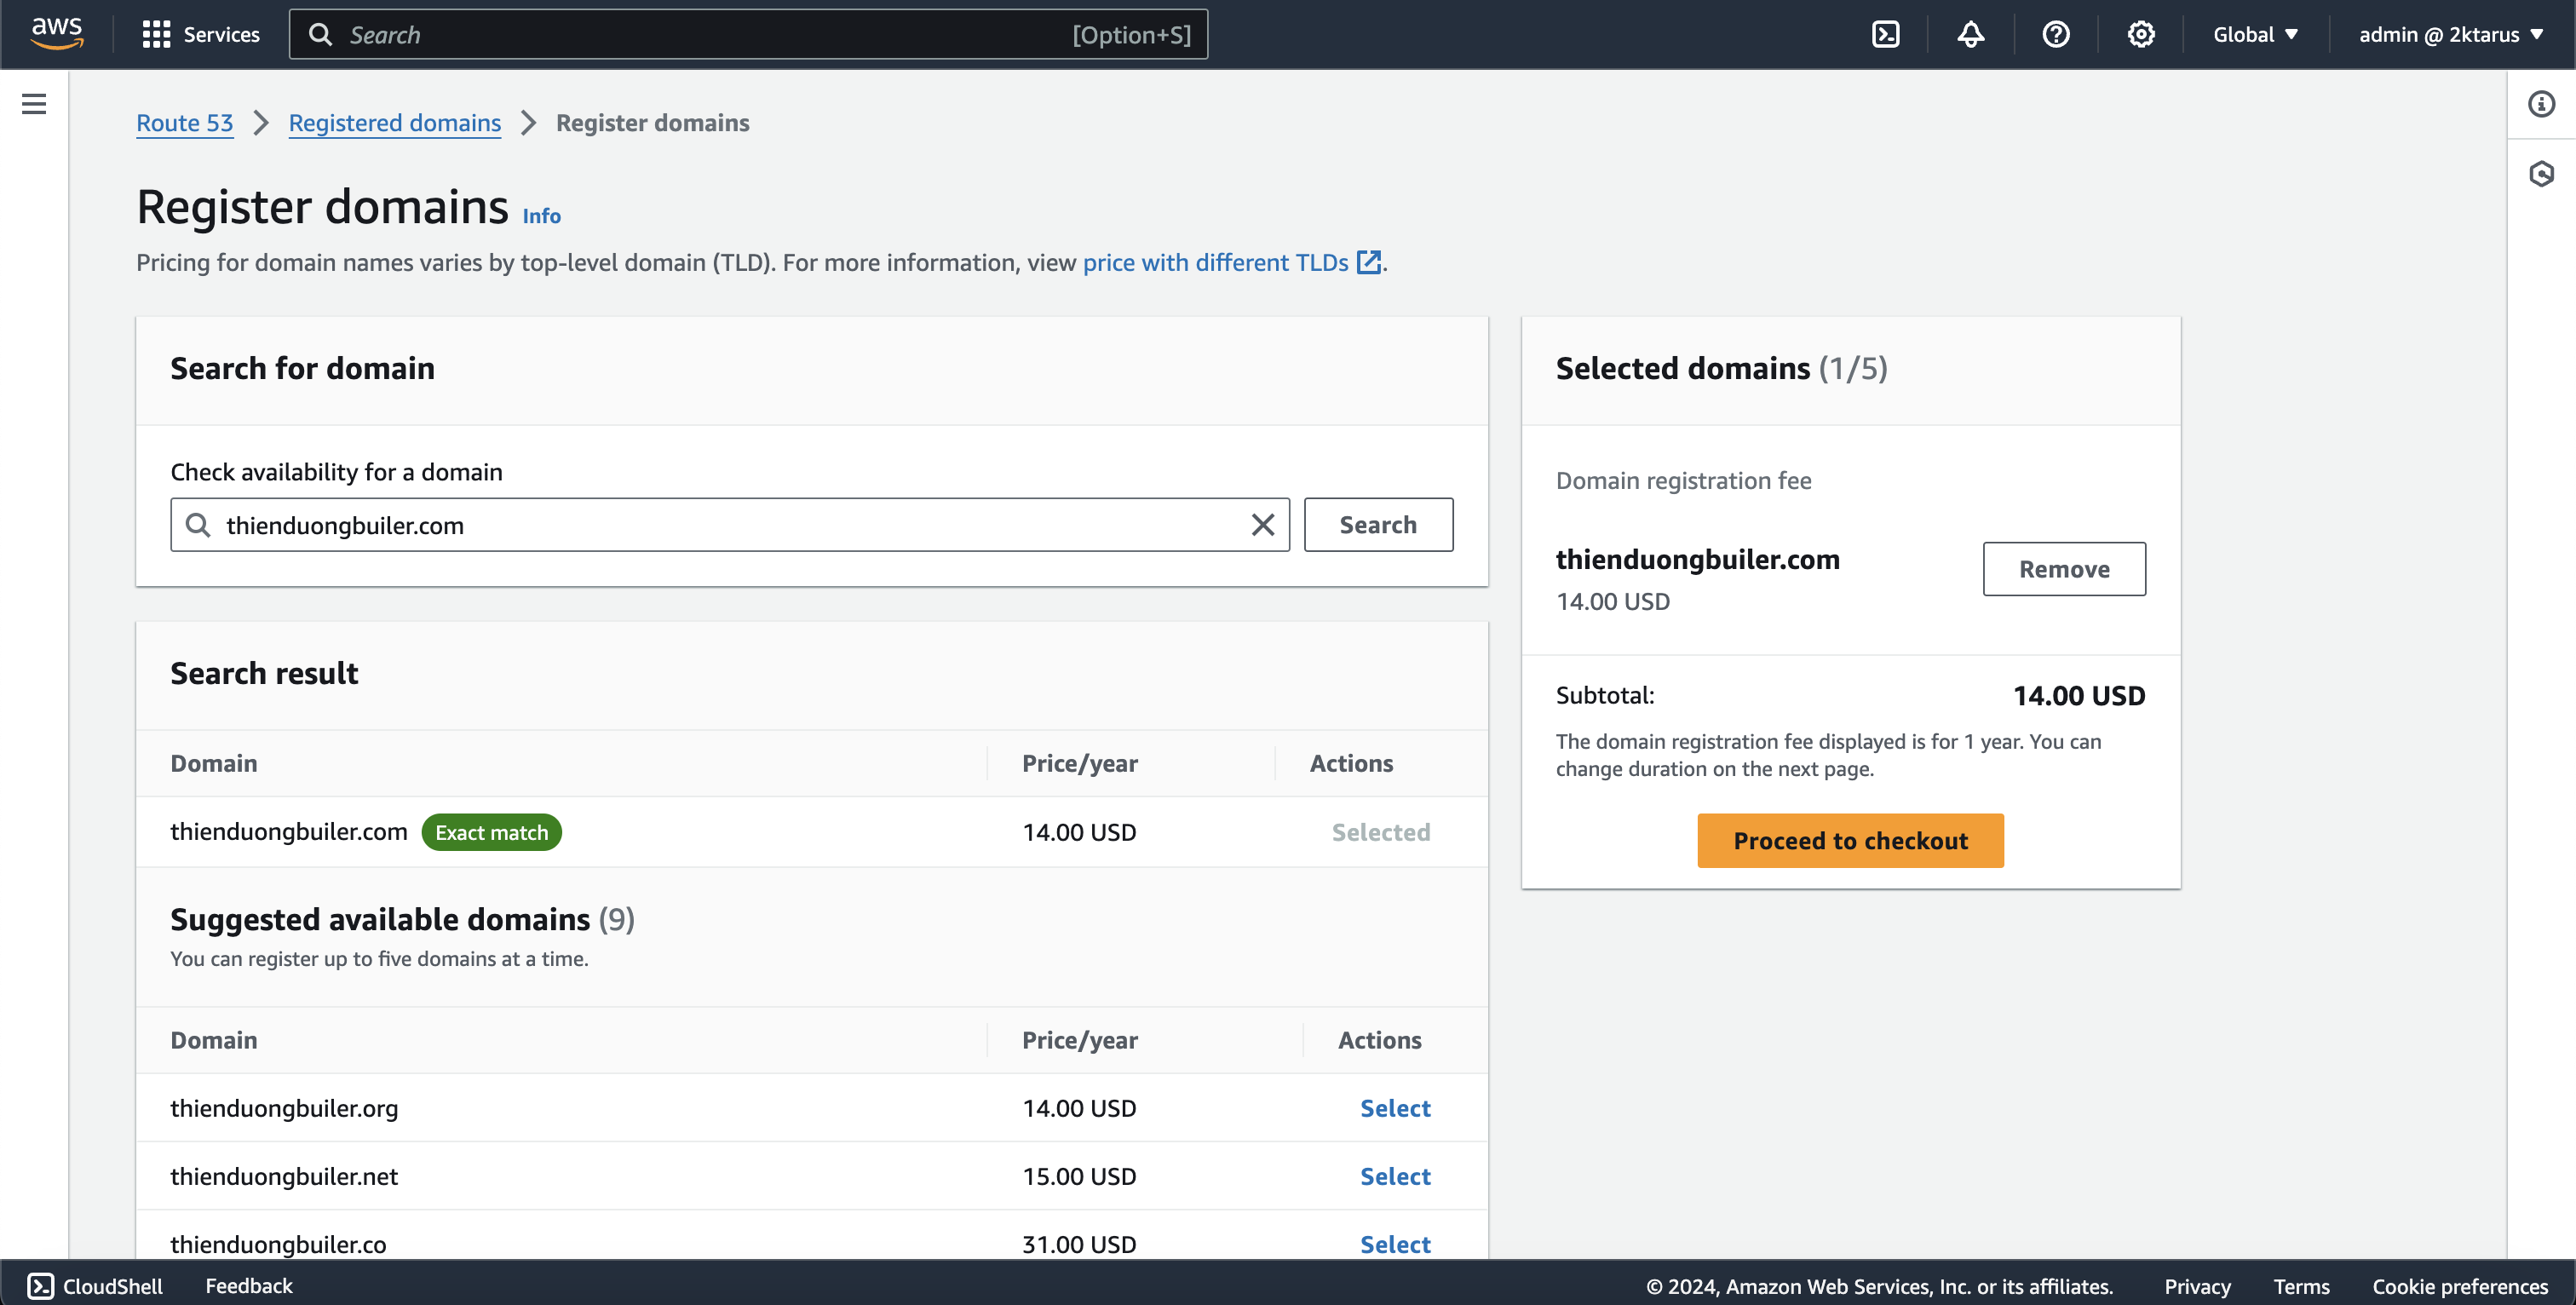 aws
Services
Search
[Option+S]
Global
admin @ 2ktarus
Route 53
Registered domains
Register domains
Register domains
Info
Pricing for domain names varies by top-level domain (TLD). For more information, view price with different TLDs.
Search for domain
Check availability for a domain
thienduongbuiler.com
Search
Search result
Domain Price/year Actions
thienduongbuiler.com Exact match 14.00 USD Selected
Suggested available domains (9)
You can register up to five domains at a time.
Domain Price/year Actions
thienduongbuiler.org 14.00 USD Select
thienduongbuiler.net 15.00 USD Select
thienduongbuiler.co 31.00 USD Select
Selected domains (1/5)
Domain registration fee
thienduongbuiler.com
14.00 USD
Remove
Subtotal: 14.00 USD
The domain registration fee displayed is for 1 year. You can
change duration on the next page.
Proceed to checkout
CloudShell
Feedback
© 2024, Amazon Web Services, Inc. or its affiliates.
Privacy
Terms
Cookie preferences